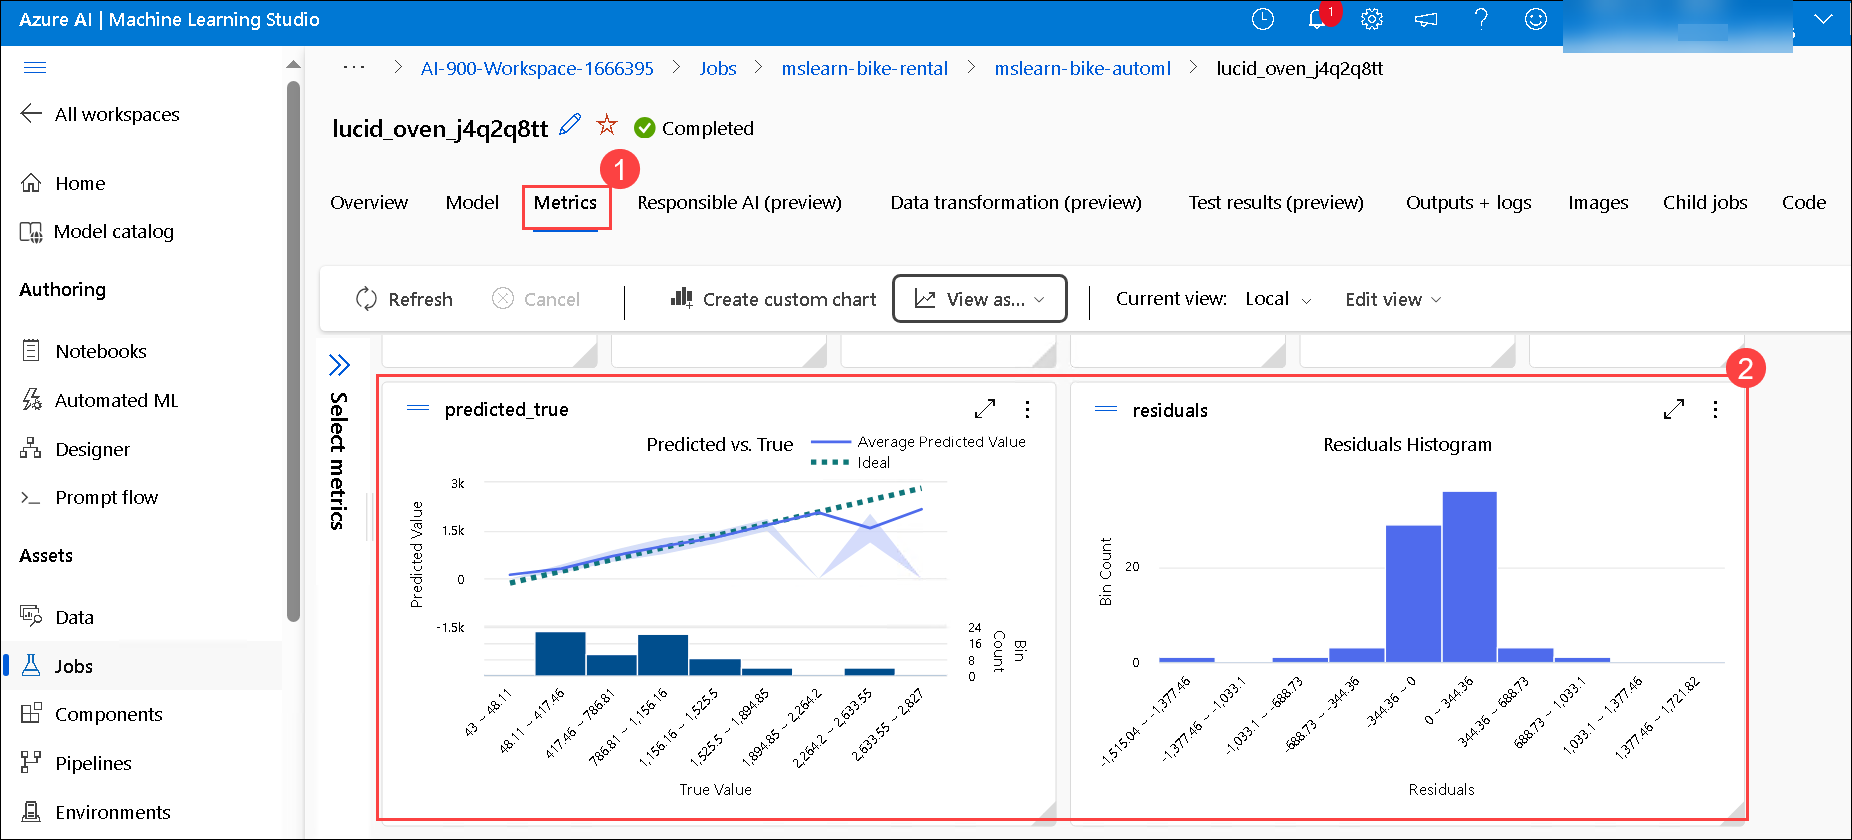 Azure AI | Machine Learning Studio
1
··· > AI-900-Workspace-1666395 > Jobs > mslearn-bike-rental > mslearn-bike-automl > lucid_oven_j4q2q8tt
All workspaces
Home
Model catalog
Authoring
Notebooks
Automated ML
Designer
Prompt flow
Assets
Data
Jobs
Components
Pipelines
Environments
lucid_oven_j4q2q8tt Completed
1
Overview Model Metrics Responsible AI (preview) Data transformation (preview) Test results (preview) Outputs + logs Images Child jobs Code
Refresh Cancel Create custom chart View as... Current view: Local Edit view
Select metrics
2
predicted_true
Predicted vs. True
Average Predicted Value
Ideal
Predicted Value
3k
1.5k
0
-1.5k
24
16
8
0
Bin
Count
43 ~ 48.11
48.11 ~ 417.46
417.46 ~ 786.81
786.81 ~ 1,156.16
1,156.16 ~ 1,525.5
1,525.5 ~ 1,894.85
1,894.85 ~ 2,264.2
2,264.2 ~ 2,633.55
2,633.55 ~ 2,827
True Value
residuals
Residuals Histogram
Bin Count
20
0
-1,515.04 ~ -1,377.46
-1,377.46 ~ -1,033.1
-1,033.1 ~ -688.73
-688.73 ~ -344.36
-344.36 ~ 0
0 ~ 344.36
344.36 ~ 688.73
688.73 ~ 1,033.1
1,033.1 ~ 1,377.46
1,377.46 ~ 1,721.82
Residuals